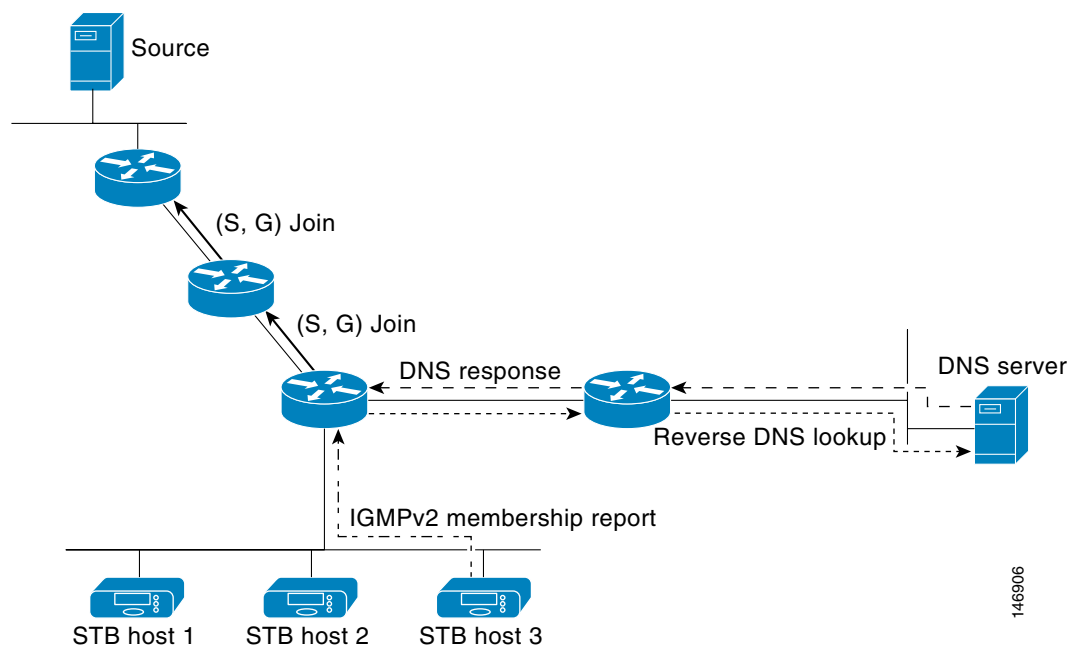 Source
(S, G) Join
(S, G) Join
DNS response
DNS server
Reverse DNS lookup
IGMPv2 membership report
STB host 1
STB host 2
STB host 3
146906